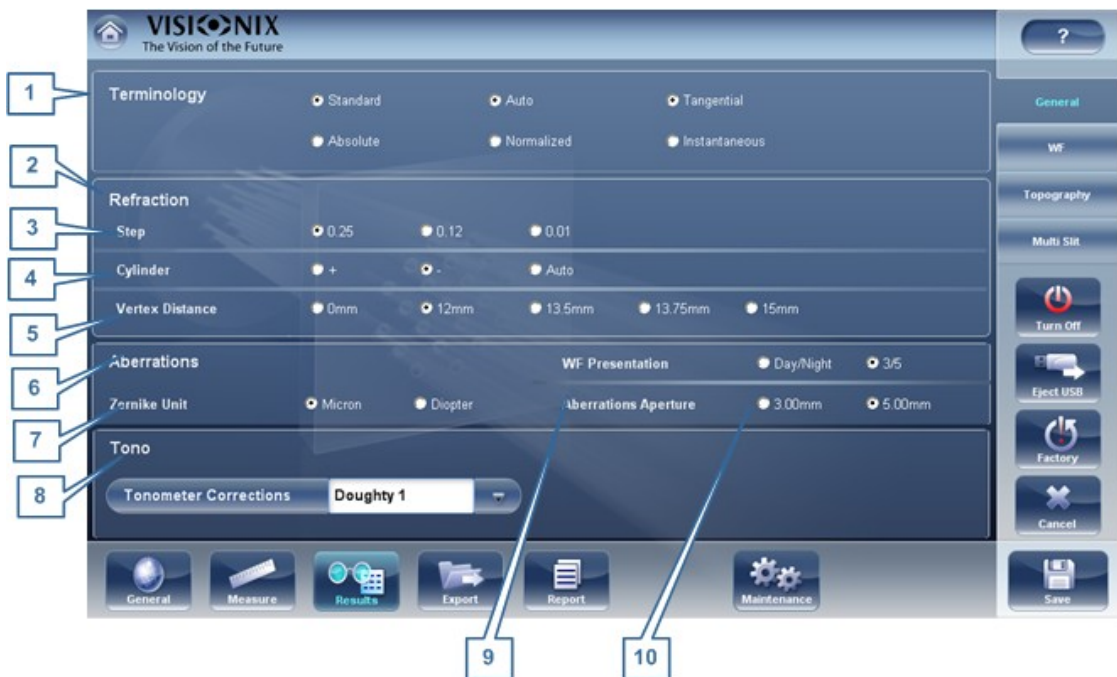 VISIONIX
The Vision of the Future
?
1
Terminology
Standard Auto Tangential
Absolute Normalized Instantaneous
2
Refraction
3
Step 0.25 0.12 0.01
4
Cylinder + - Auto
5
Vertex Distance 0mm 12mm 13.5mm 13.75mm 15mm
6
Aberrations WF Presentation Day/Night 3/5
7
Zernike Unit Micron Diopter Aberrations Aperture 3.00mm 5.00mm
8
Tono
Tonometer Corrections Doughty 1
General
WF
Topography
Multi Slit
Turn Off
Eject USB
Factory
Cancel
General Measure Results Export Report Maintenance Save
9 10